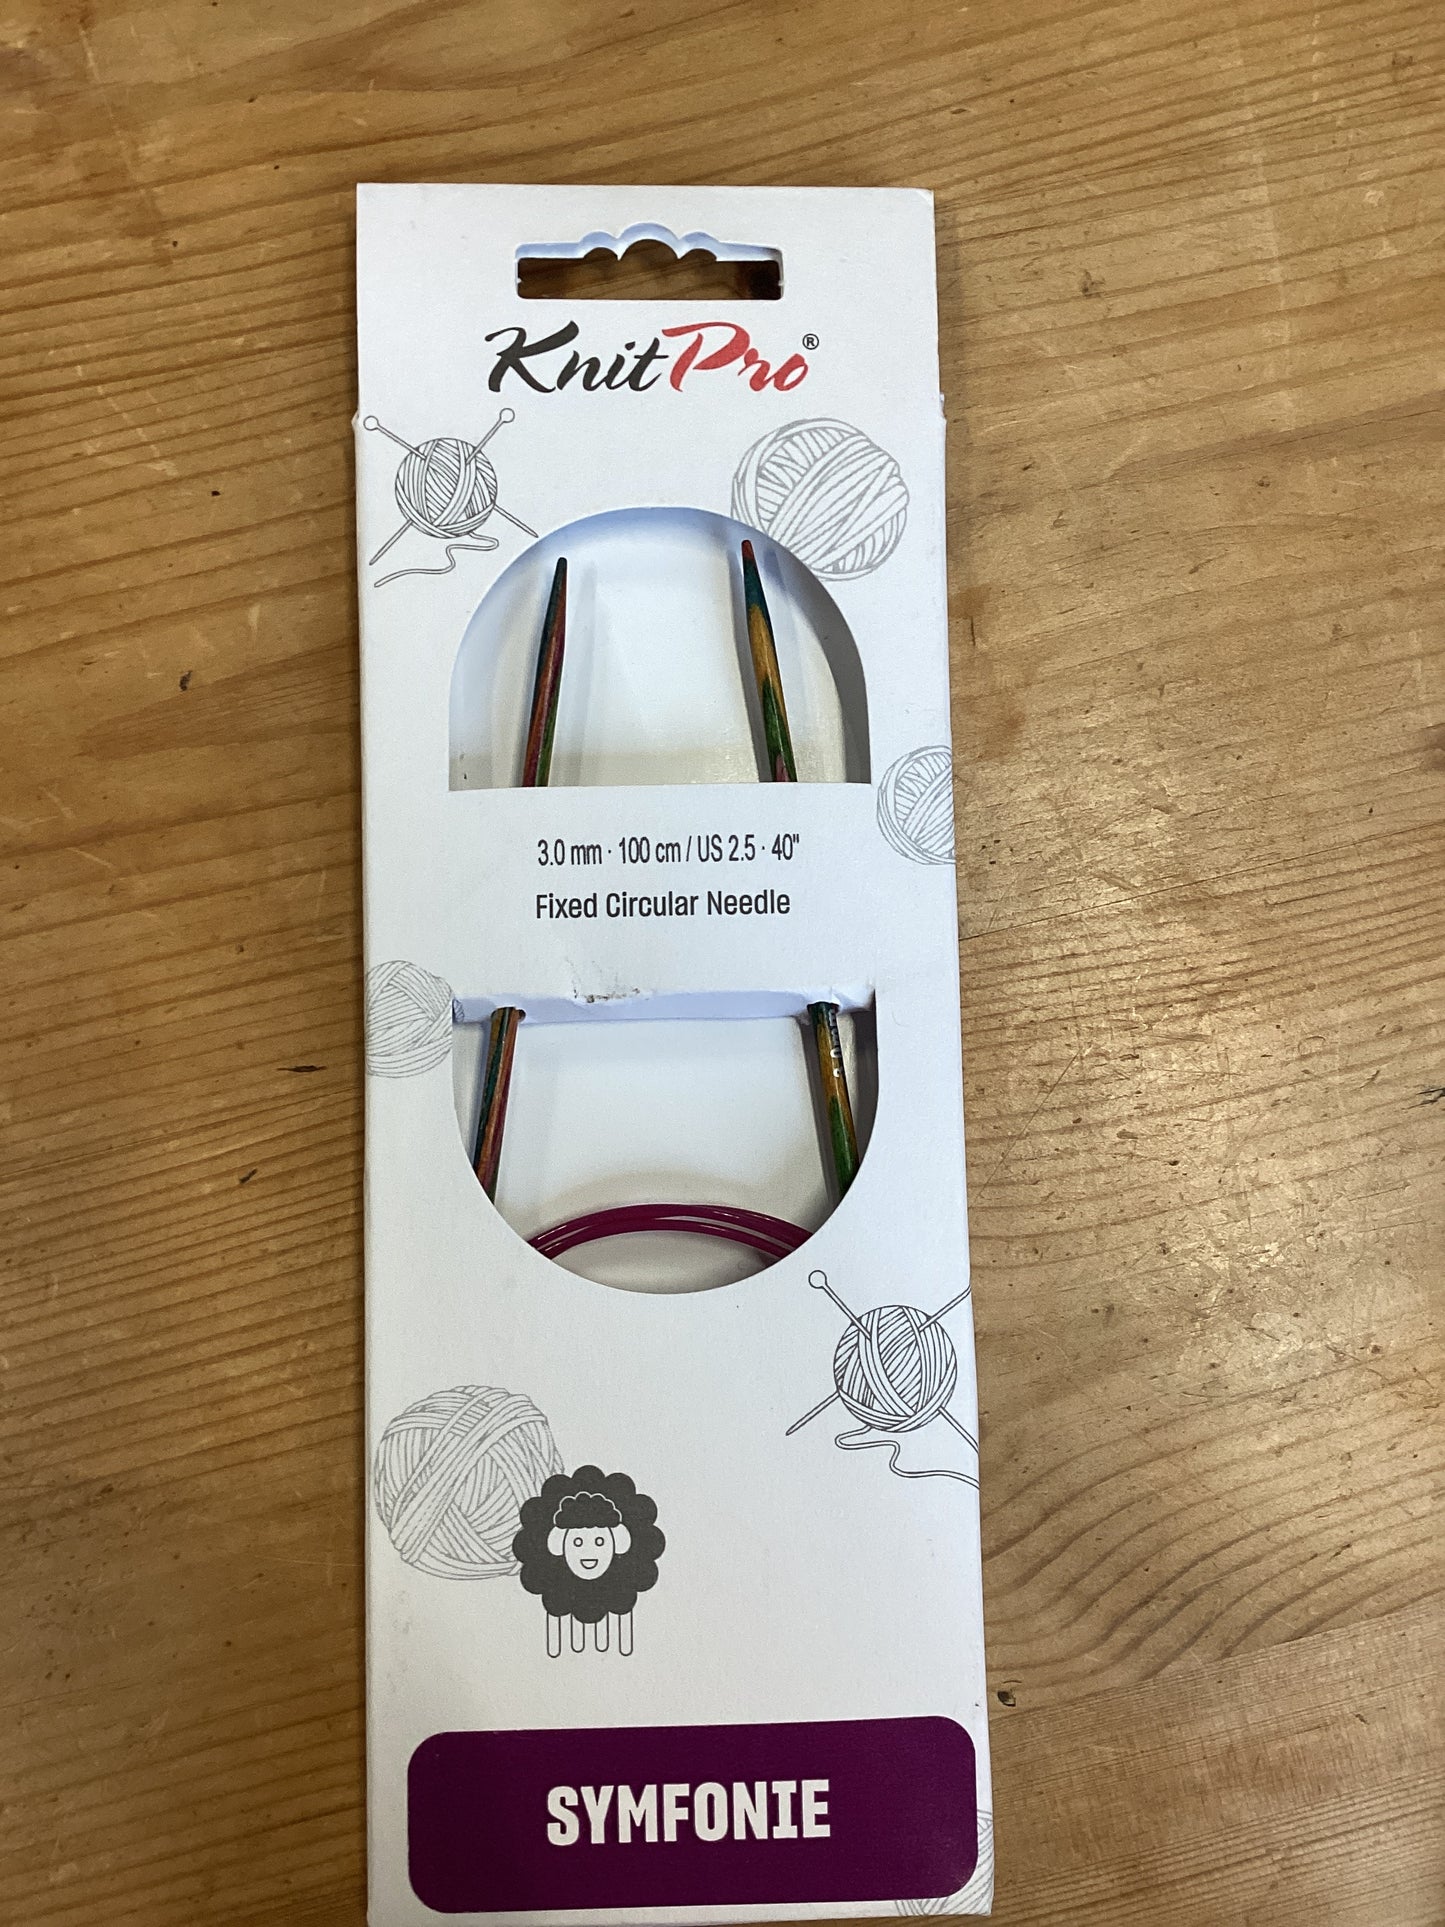 KnitPro®
3.0 mm · 100 cm / US 2.5 · 40"
Fixed Circular Needle
SYMFONIE